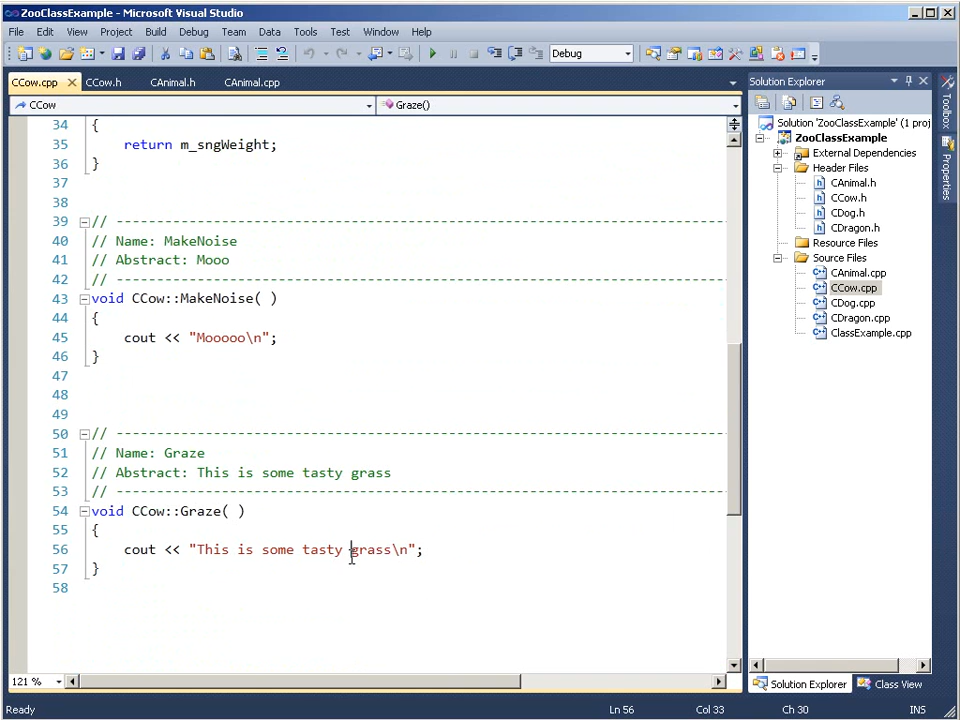 ZooClassExample - Microsoft Visual Studio
File Edit View Project Build Debug Team Data Tools Test Window Help
Debug
CCow.cpp CCow.h CAnimal.h CAnimal.cpp
CCow Graze()
34 {
35 return m_sngWeight;
36 }
37
38
39 // ---------------------------------------------------------------------------
40 // Name: MakeNoise
41 // Abstract: Mooo
42 // ---------------------------------------------------------------------------
43 void CCow::MakeNoise( )
44 {
45 cout << "Mooooo\n";
46 }
47
48
49
50 // ---------------------------------------------------------------------------
51 // Name: Graze
52 // Abstract: This is some tasty grass
53 // ---------------------------------------------------------------------------
54 void CCow::Graze( )
55 {
56 cout << "This is some tasty grass\n";
57 }
58
121 %
Solution Explorer
Solution 'ZooClassExample' (1 proj
ZooClassExample
External Dependencies
Header Files
CAnimal.h
CCow.h
CDog.h
CDragon.h
Resource Files
Source Files
CAnimal.cpp
CCow.cpp
CDog.cpp
CDragon.cpp
ClassExample.cpp
Solution Explorer Class View
Toolbox
Properties
Ready Ln 56 Col 33 Ch 30 INS